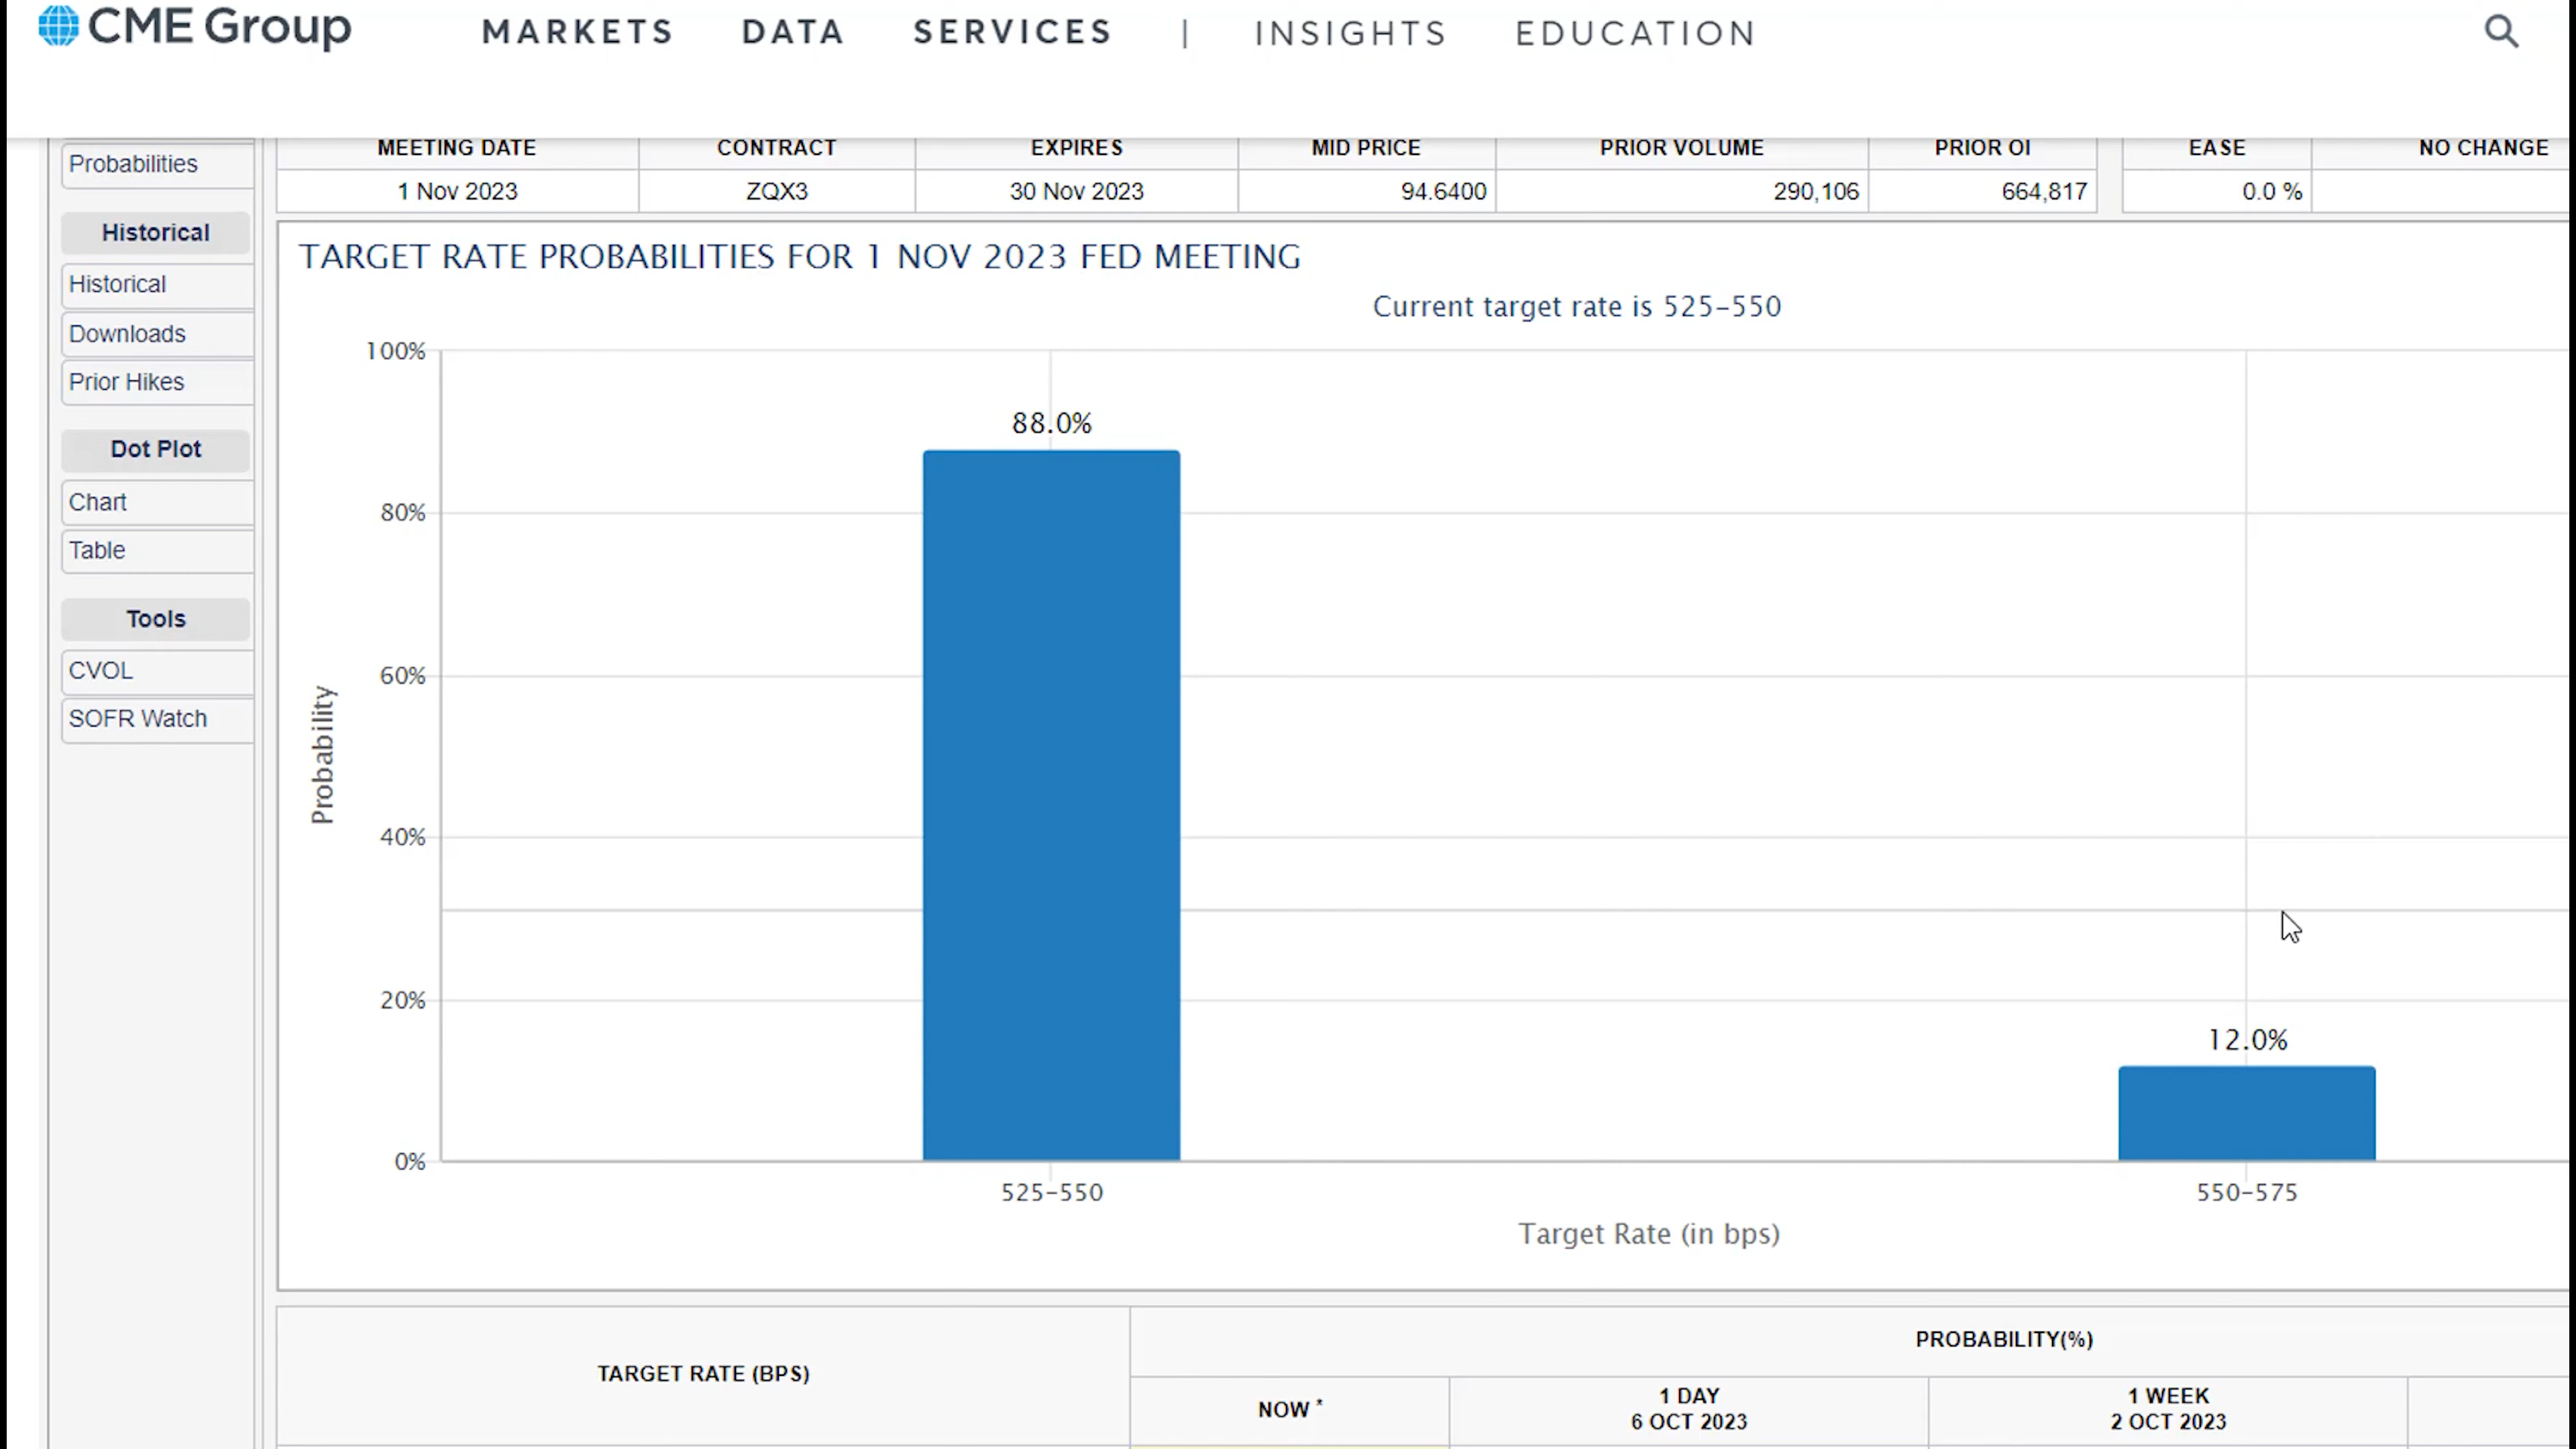 CME Group MARKETS DATA SERVICES | INSIGHTS EDUCATION
MEETING DATE CONTRACT EXPIRES MID PRICE PRIOR VOLUME PRIOR OI EASE NO CHANGE
1 Nov 2023 ZQX3 30 Nov 2023 94.6400 290,106 664,817 0.0 %
Probabilities
Historical
Historical
Downloads
Prior Hikes
Dot Plot
Chart
Table
Tools
CVOL
SOFR Watch
TARGET RATE PROBABILITIES FOR 1 NOV 2023 FED MEETING
Current target rate is 525–550
100%
88.0%
80%
60%
Probability
40%
20%
12.0%
0%
525–550 550–575
Target Rate (in bps)
TARGET RATE (BPS)
PROBABILITY(%)
NOW *
1 DAY
6 OCT 2023
1 WEEK
2 OCT 2023